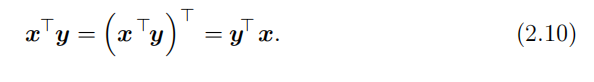 x⊤y = (x⊤y)⊤ = y⊤x. (2.10)